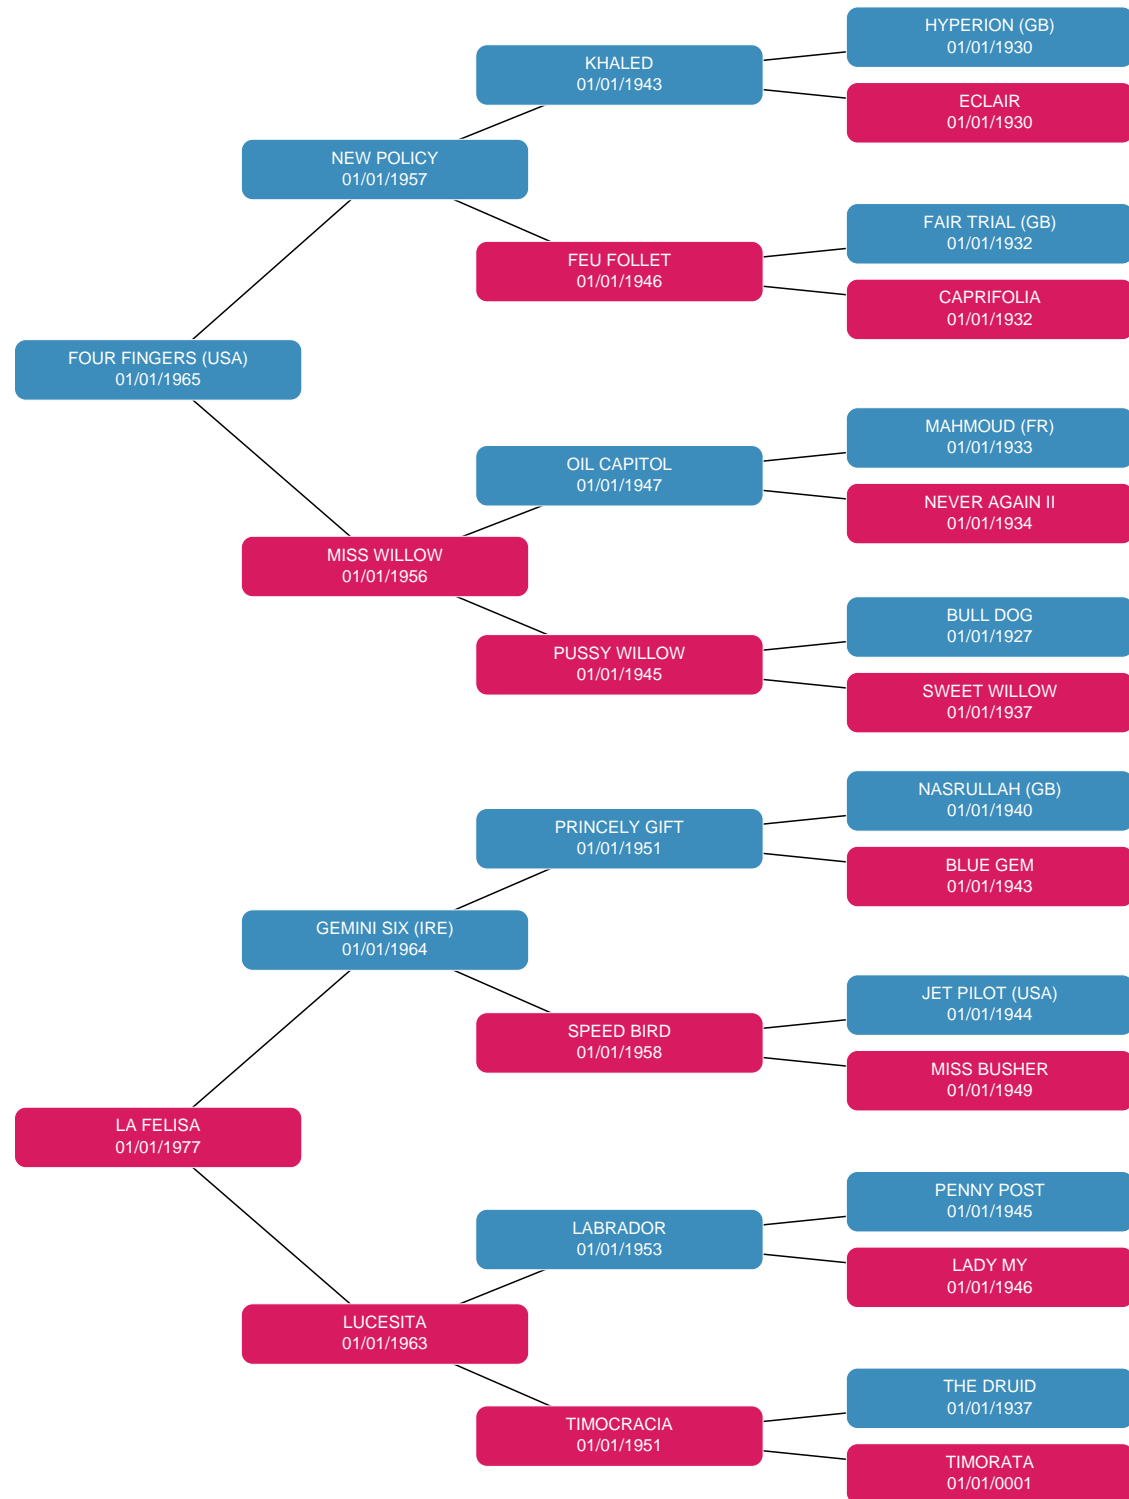 HYPERION (GB)
01/01/1930
KHALED
01/01/1943
ECLAIR
01/01/1930
NEW POLICY
01/01/1957
FAIR TRIAL (GB)
01/01/1932
FEU FOLLET
01/01/1946
CAPRIFOLIA
01/01/1932
FOUR FINGERS (USA)
01/01/1965
MAHMOUD (FR)
01/01/1933
OIL CAPITOL
01/01/1947
NEVER AGAIN II
01/01/1934
MISS WILLOW
01/01/1956
BULL DOG
01/01/1927
PUSSY WILLOW
01/01/1945
SWEET WILLOW
01/01/1937
NASRULLAH (GB)
01/01/1940
PRINCELY GIFT
01/01/1951
BLUE GEM
01/01/1943
GEMINI SIX (IRE)
01/01/1964
JET PILOT (USA)
01/01/1944
SPEED BIRD
01/01/1958
MISS BUSHER
01/01/1949
LA FELISA
01/01/1977
PENNY POST
01/01/1945
LABRADOR
01/01/1953
LADY MY
01/01/1946
LUCESITA
01/01/1963
THE DRUID
01/01/1937
TIMOCRACIA
01/01/1951
TIMORATA
01/01/0001